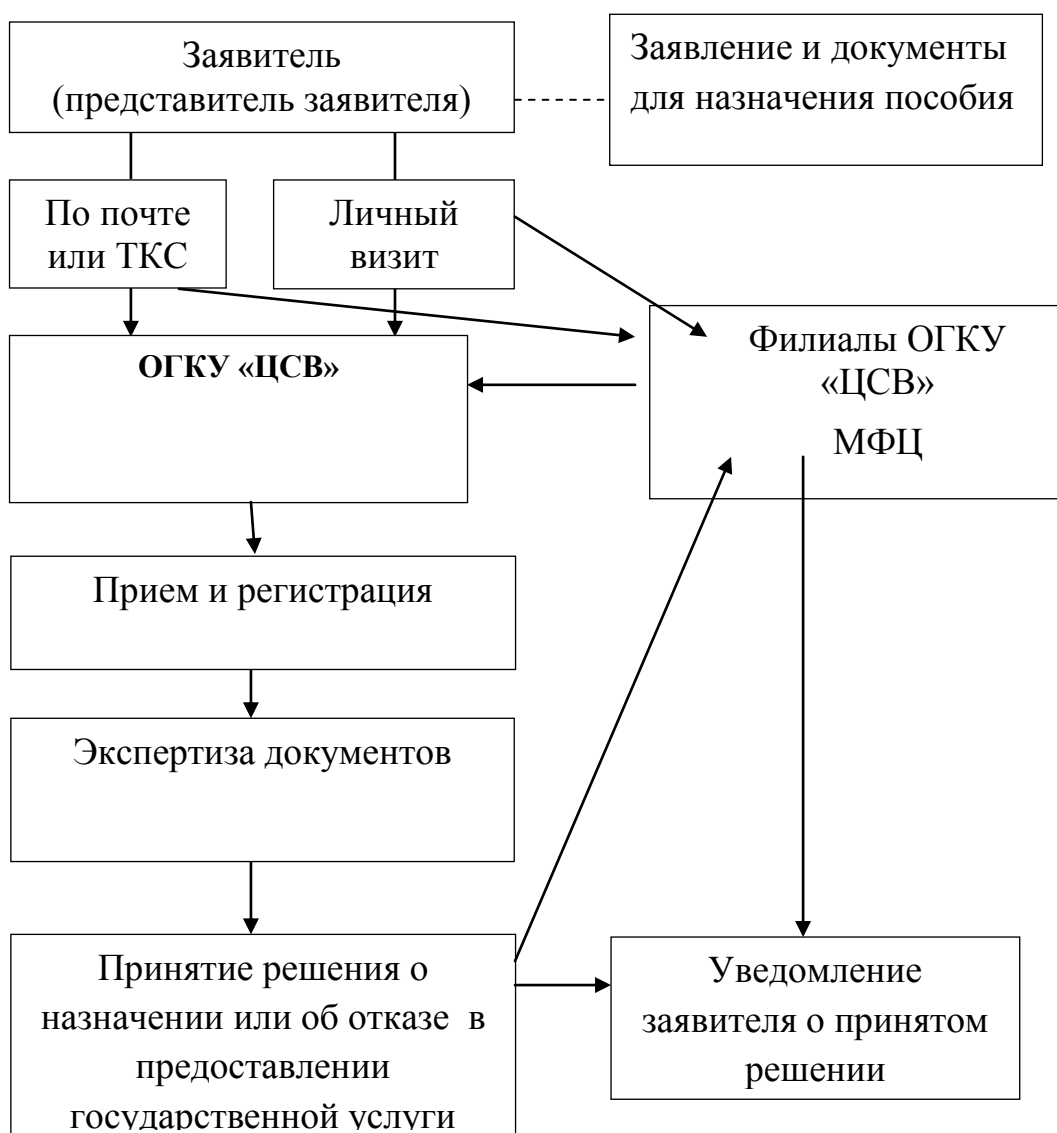 Заявитель
(представитель заявителя)
Заявление и документы
для назначения пособия
По почте
или ТКС
Личный
визит
ОГКУ «ЦСВ»
Филиалы ОГКУ
«ЦСВ»
МФЦ
Прием и регистрация
Экспертиза документов
Принятие решения о
назначении или об отказе в
предоставлении
государственной услуги
Уведомление
заявителя о принятом
решении